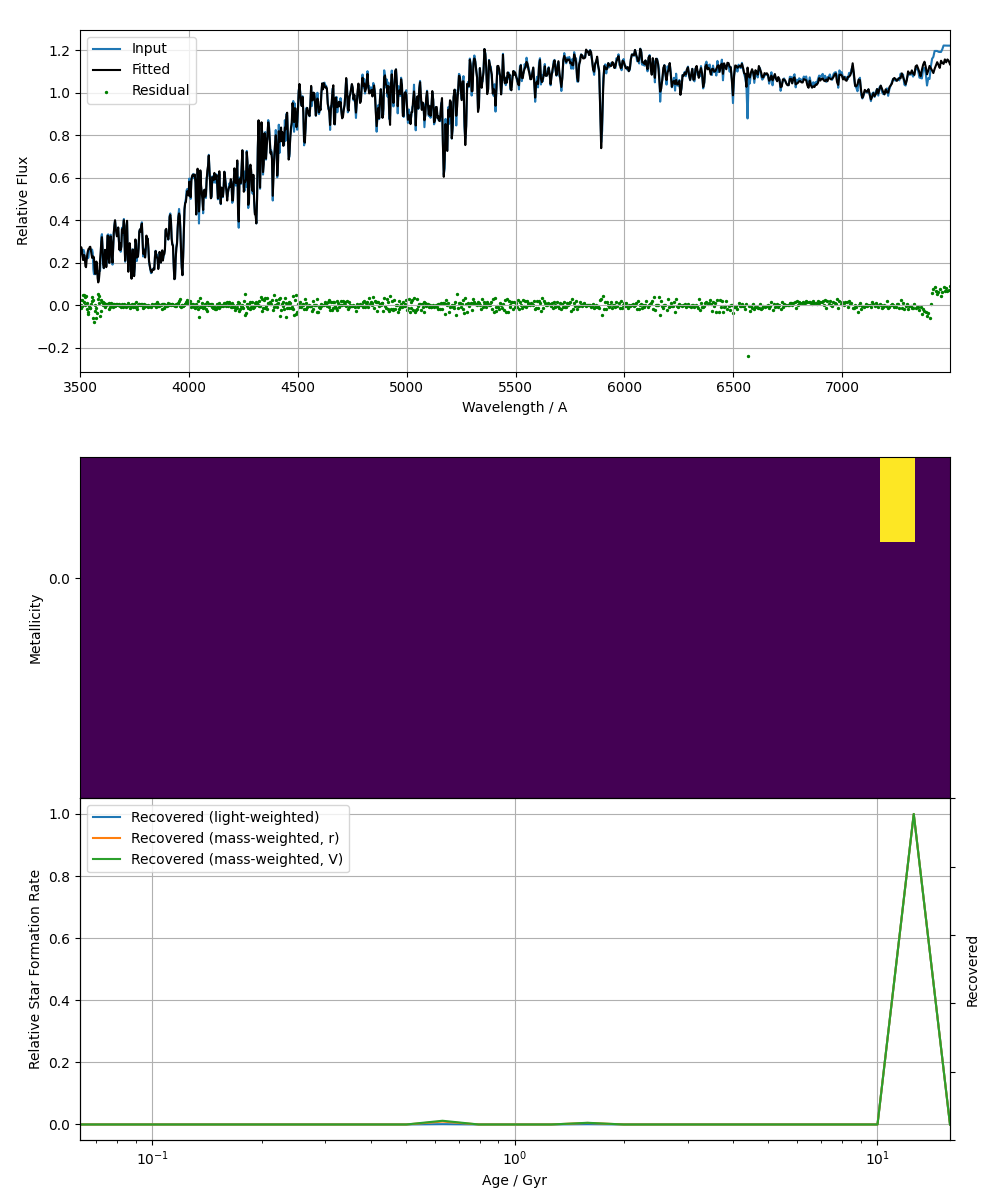 Input
Fitted
Residual
Relative Flux
1.2
1.0
0.8
0.6
0.4
0.2
0.0
−0.2
3500 4000 4500 5000 5500 6000 6500 7000
Wavelength / A
Metallicity
0.0
Recovered (light-weighted)
Recovered (mass-weighted, r)
Recovered (mass-weighted, V)
Relative Star Formation Rate
1.0
0.8
0.6
0.4
0.2
0.0
Recovered
10⁻¹ 10⁰ 10¹
Age / Gyr